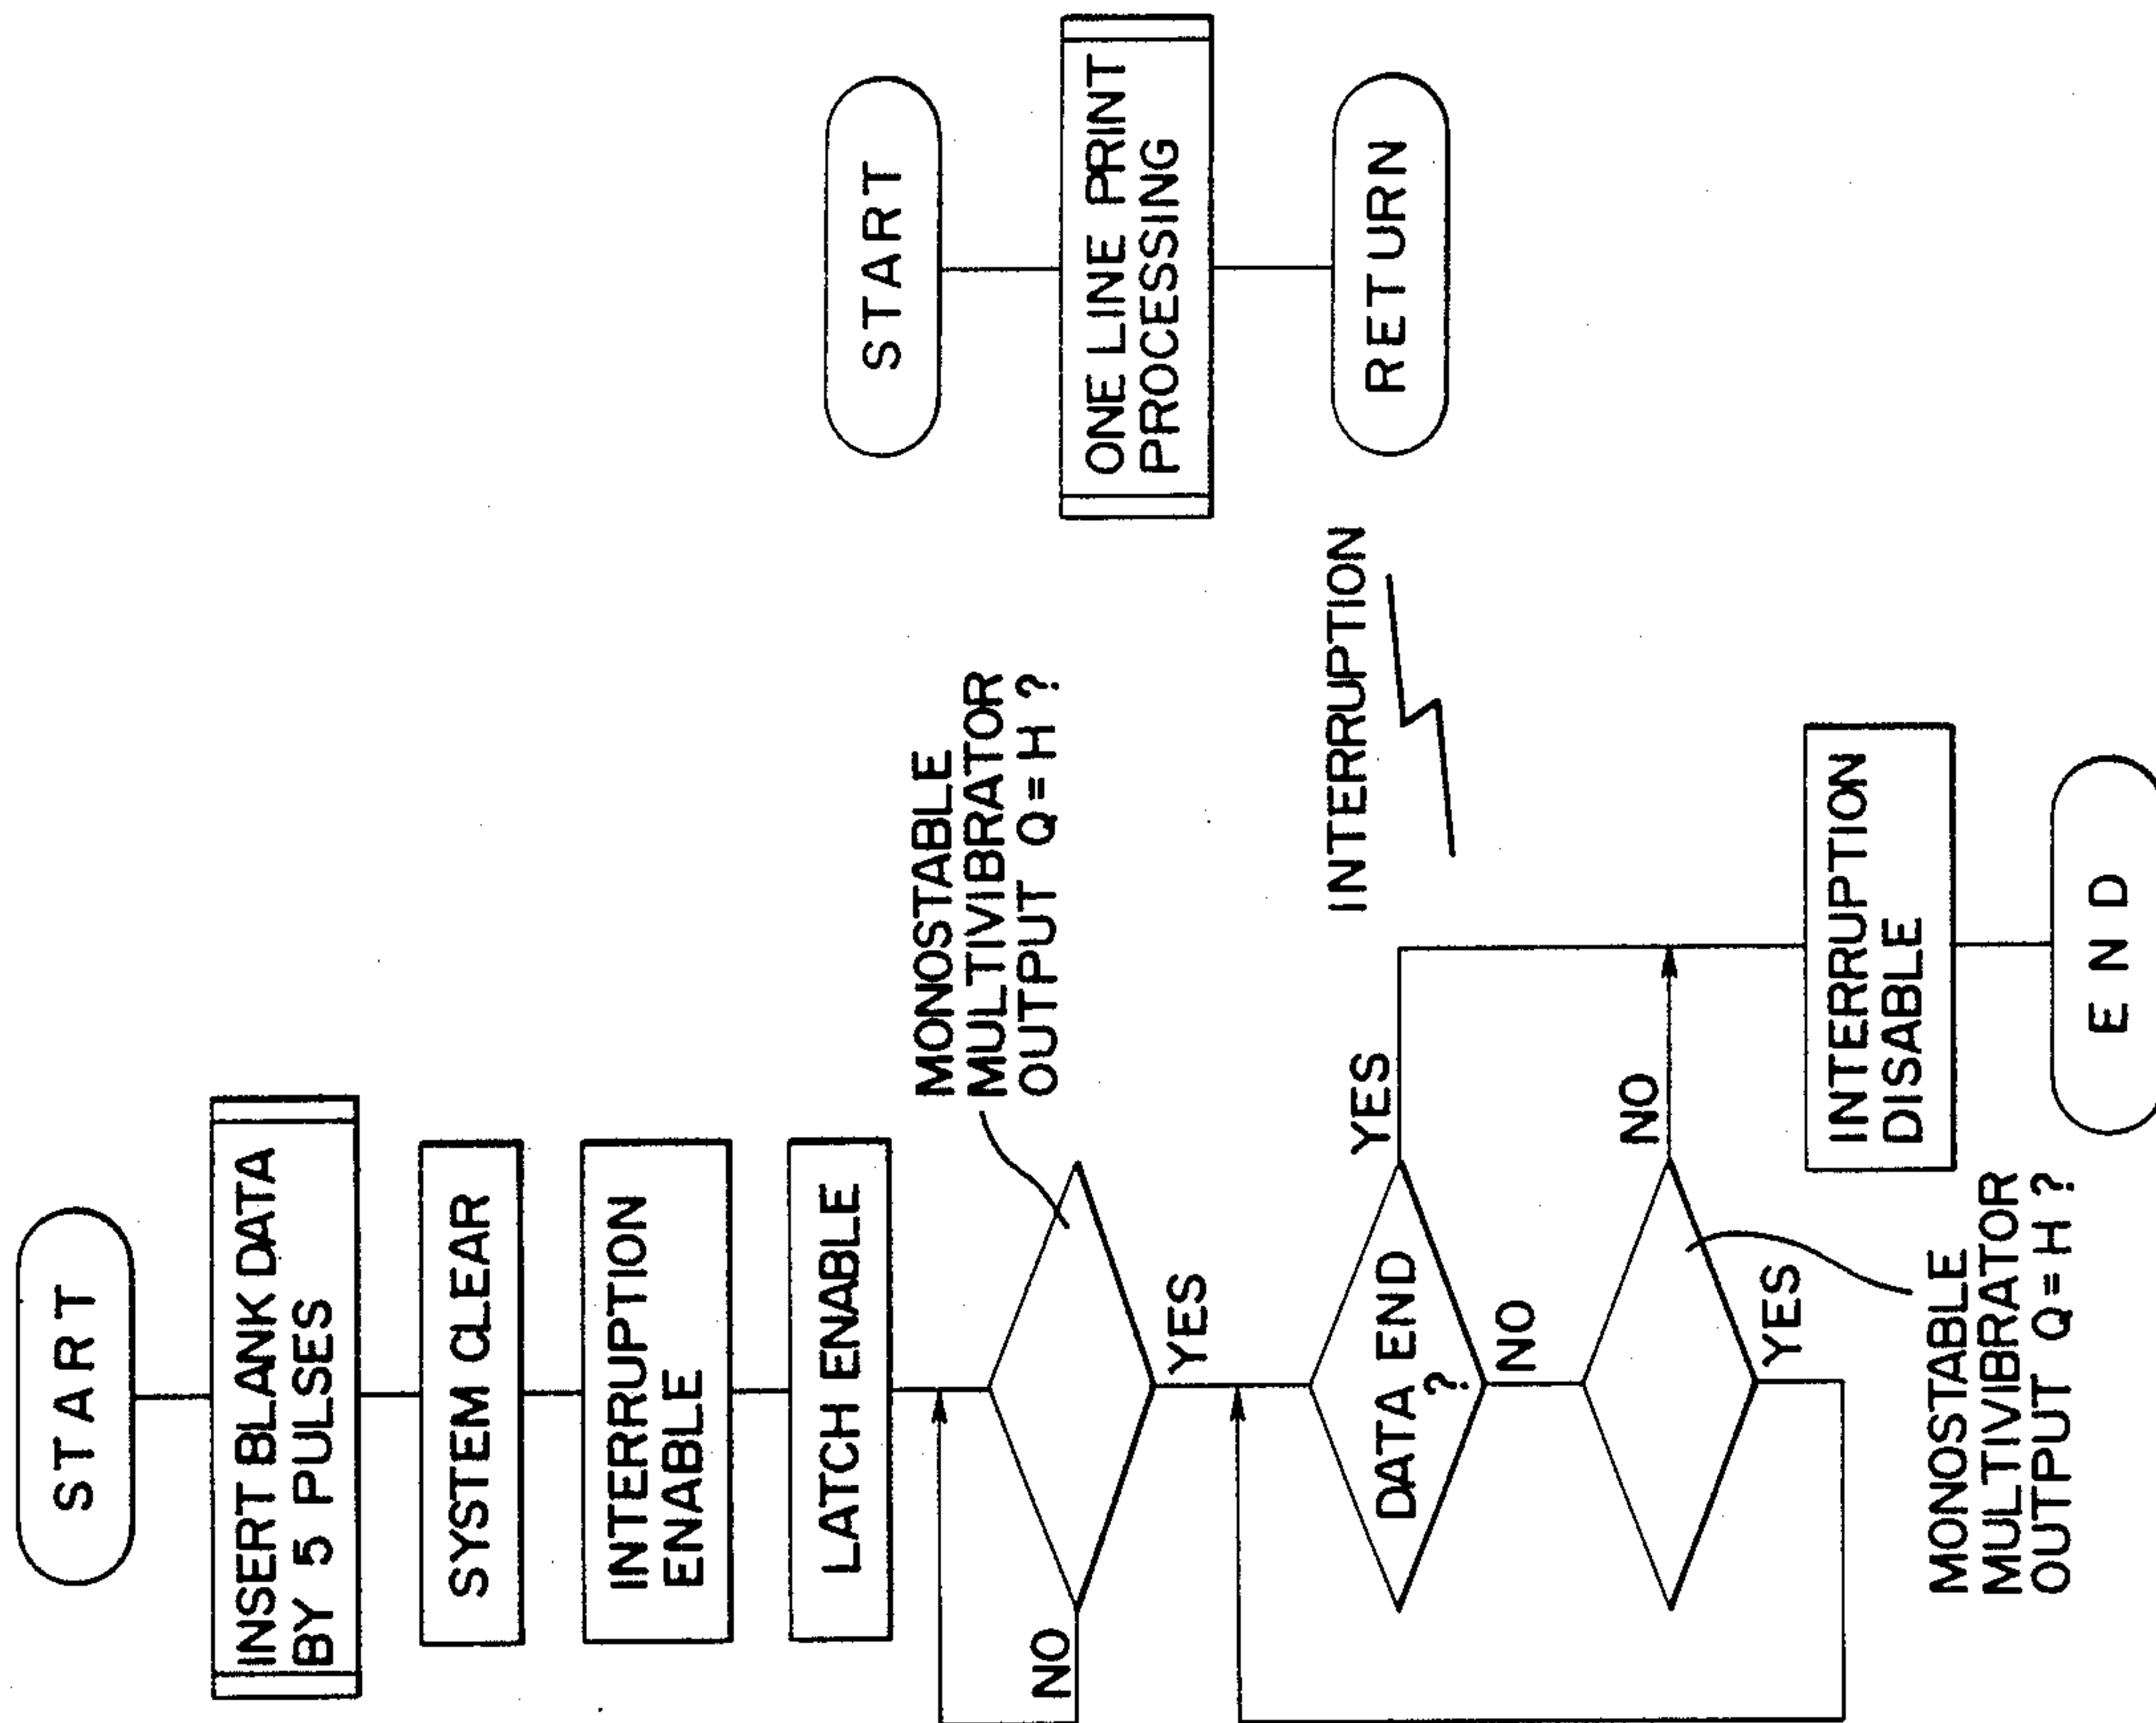 START
INSERT BLANK DATA
BY 5 PULSES
SYSTEM CLEAR
INTERRUPTION
ENABLE
LATCH ENABLE
MONOSTABLE
MULTIVIBRATOR
OUTPUT Q=H ?
NO
YES
DATA END
?
YES
NO
NO
YES
MONOSTABLE
MULTIVIBRATOR
OUTPUT Q=H ?
INTERRUPTION
DISABLE
END
INTERRUPTION
START
ONE LINE PRINT
PROCESSING
RETURN